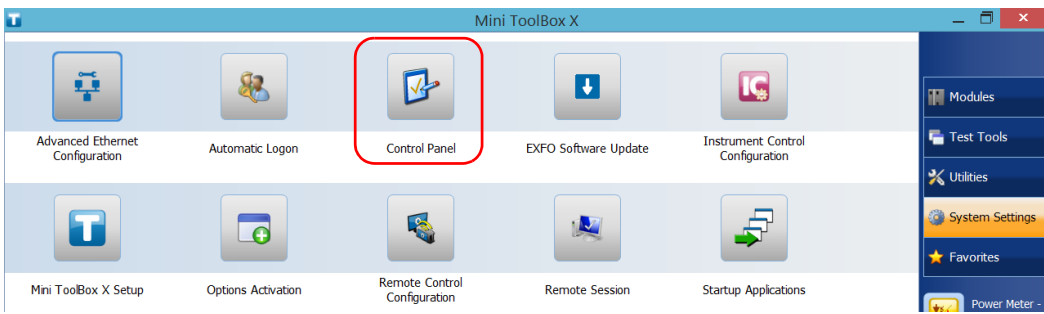 Mini ToolBox X
Advanced Ethernet
Configuration
Automatic Logon
Control Panel
EXFO Software Update
Instrument Control
Configuration
Mini ToolBox X Setup
Options Activation
Remote Control
Configuration
Remote Session
Startup Applications
Modules
Test Tools
Utilities
System Settings
Favorites
Power Meter -